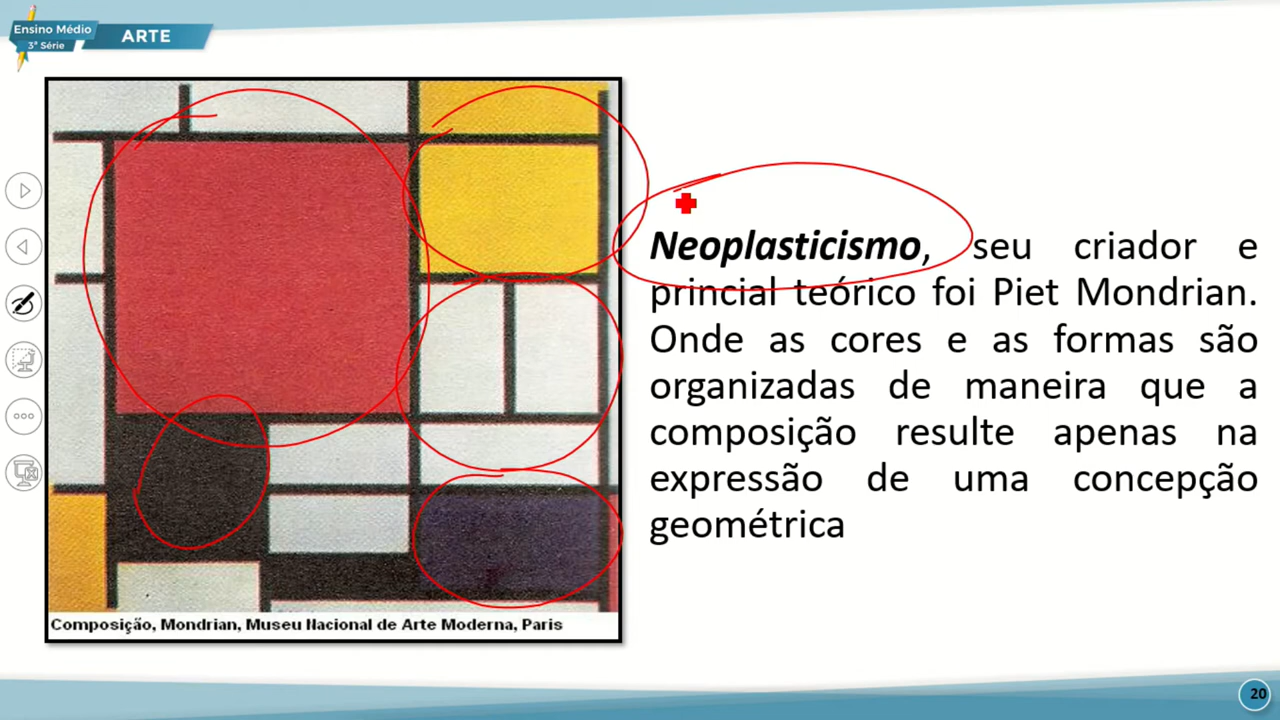 Ensino Médio
3ª Série
ARTE
Neoplasticismo, seu criador e
princial teórico foi Piet Mondrian.
Onde as cores e as formas são
organizadas de maneira que a
composição resulte apenas na
expressão de uma concepção
geométrica
Composição, Mondrian, Museu Nacional de Arte Moderna, Paris
20